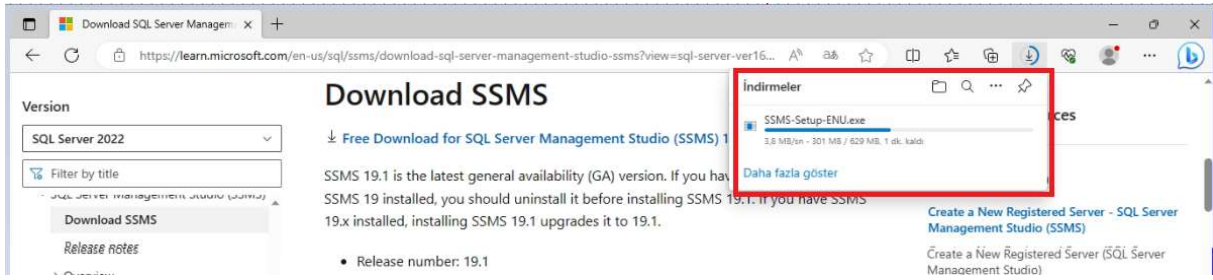 Download SQL Server Managem
https://learn.microsoft.com/en-us/sql/ssms/download-sql-server-management-studio-ssms?view=sql-server-ver16...
Version
SQL Server 2022
Filter by title
SQL Server Management Studio (SSMS)
Download SSMS
Release notes
Overview
Download SSMS
Free Download for SQL Server Management Studio (SSMS) 1
SSMS 19.1 is the latest general availability (GA) version. If you hav
SSMS 19 installed, you should uninstall it before installing SSMS 19.1. If you have SSMS
19.x installed, installing SSMS 19.1 upgrades it to 19.1.
• Release number: 19.1
İndirmeler
SSMS-Setup-ENU.exe
3,8 MB/sn - 301 MB / 629 MB, 1 dk. kaldı
Daha fazla göster
ces
Create a New Registered Server - SQL Server
Management Studio (SSMS)
Create a New Registered Server (SQL Server
Management Studio)